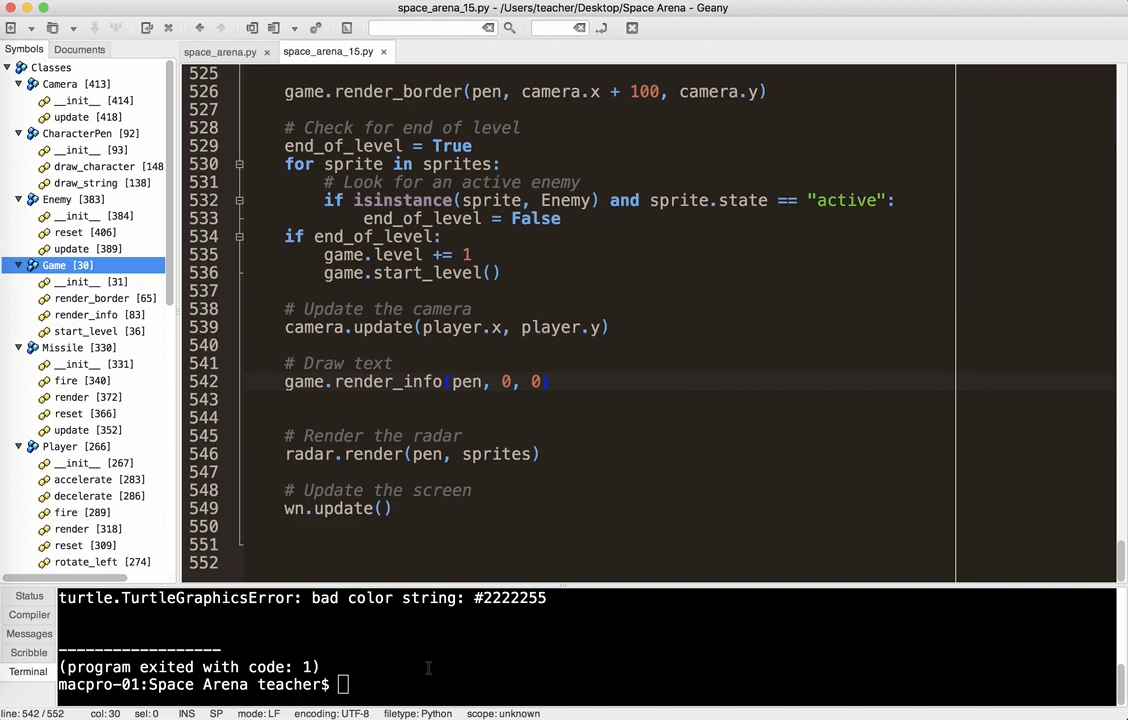 space_arena_15.py - /Users/teacher/Desktop/Space Arena - Geany
Symbols Documents
space_arena.py × space_arena_15.py ×
Classes
Camera [413]
__init__ [414]
update [418]
CharacterPen [92]
__init__ [93]
draw_character [148
draw_string [138]
Enemy [383]
__init__ [384]
reset [406]
update [389]
Game [30]
__init__ [31]
render_border [65]
render_info [83]
start_level [36]
Missile [330]
__init__ [331]
fire [340]
render [372]
reset [366]
update [352]
Player [266]
__init__ [267]
accelerate [283]
decelerate [286]
fire [289]
render [318]
reset [309]
rotate_left [274]
525
526 game.render_border(pen, camera.x + 100, camera.y)
527
528 # Check for end of level
529 end_of_level = True
530 for sprite in sprites:
531 # Look for an active enemy
532 if isinstance(sprite, Enemy) and sprite.state == "active":
533 end_of_level = False
534 if end_of_level:
535 game.level += 1
536 game.start_level()
537
538 # Update the camera
539 camera.update(player.x, player.y)
540
541 # Draw text
542 game.render_info(pen, 0, 0)
543
544
545 # Render the radar
546 radar.render(pen, sprites)
547
548 # Update the screen
549 wn.update()
550
551
552
Status
Compiler
Messages
Scribble
Terminal
turtle.TurtleGraphicsError: bad color string: #2222255
------------------
(program exited with code: 1)
macpro-01:Space Arena teacher$
line: 542 / 552 col: 30 sel: 0 INS SP mode: LF encoding: UTF-8 filetype: Python scope: unknown